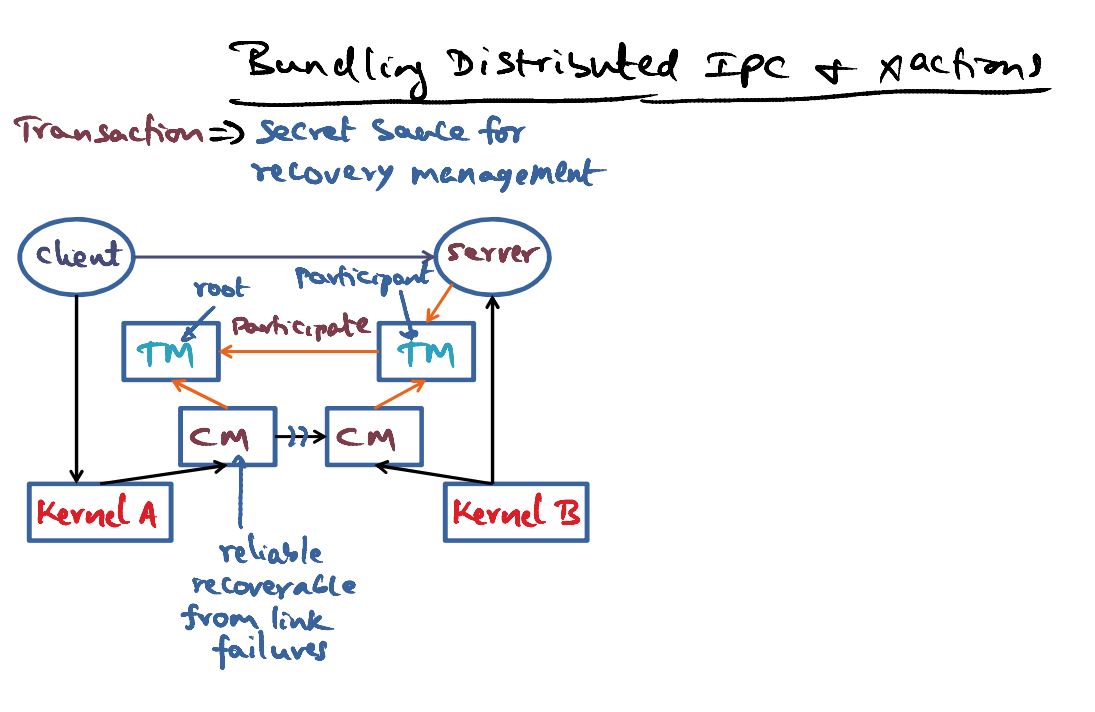 Bundling Distributed IPC & xactions
Transaction => secret sauce for
recovery management
client
server
root
participant
participate
TM
TM
CM
CM
Kernel A
Kernel B
reliable
recoverable
from link
failures